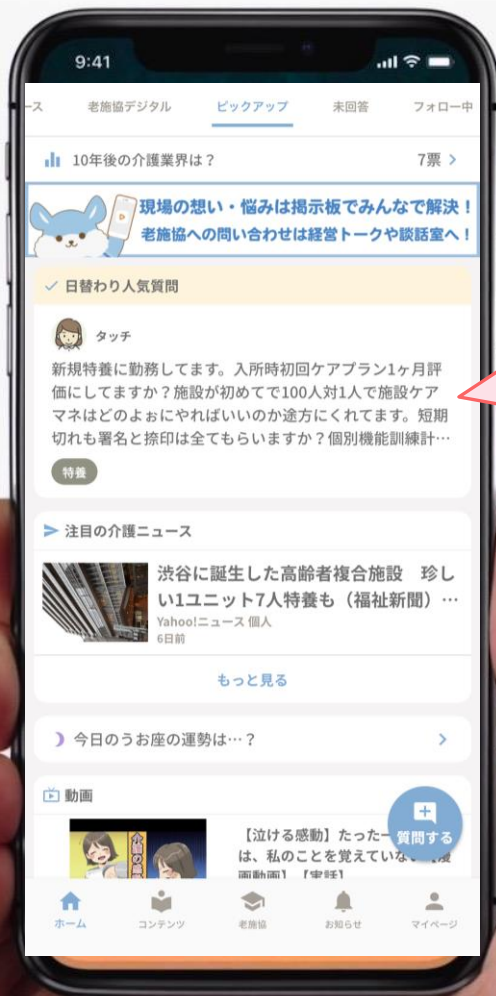 9:41
ース 老施協デジタル ピックアップ 未回答 フォロー中
10年後の介護業界は？ 7票
現場の想い・悩みは掲示板でみんなで解決！
老施協への問い合わせは経営トークや談話室へ！
日替わり人気質問
タッチ
新規特養に勤務してます。入所時初回ケアプラン1ヶ月評
価にしてますか？施設が初めてで100人対1人で施設ケア
マネはどのよぉにやればいいのか途方にくれてます。短期
切れも署名と捺印は全てもらいますか？個別機能訓練計…
特養
注目の介護ニュース
渋谷に誕生した高齢者複合施設　珍し
い1ユニット7人特養も（福祉新聞）…
Yahoo!ニュース 個人
6日前
もっと見る
今日のうお座の運勢は…？
動画
【泣ける感動】たった一
は、私のことを覚えていな
画動画】【実話】
質問する
ホーム コンテンツ 老施協 お知らせ マイページ